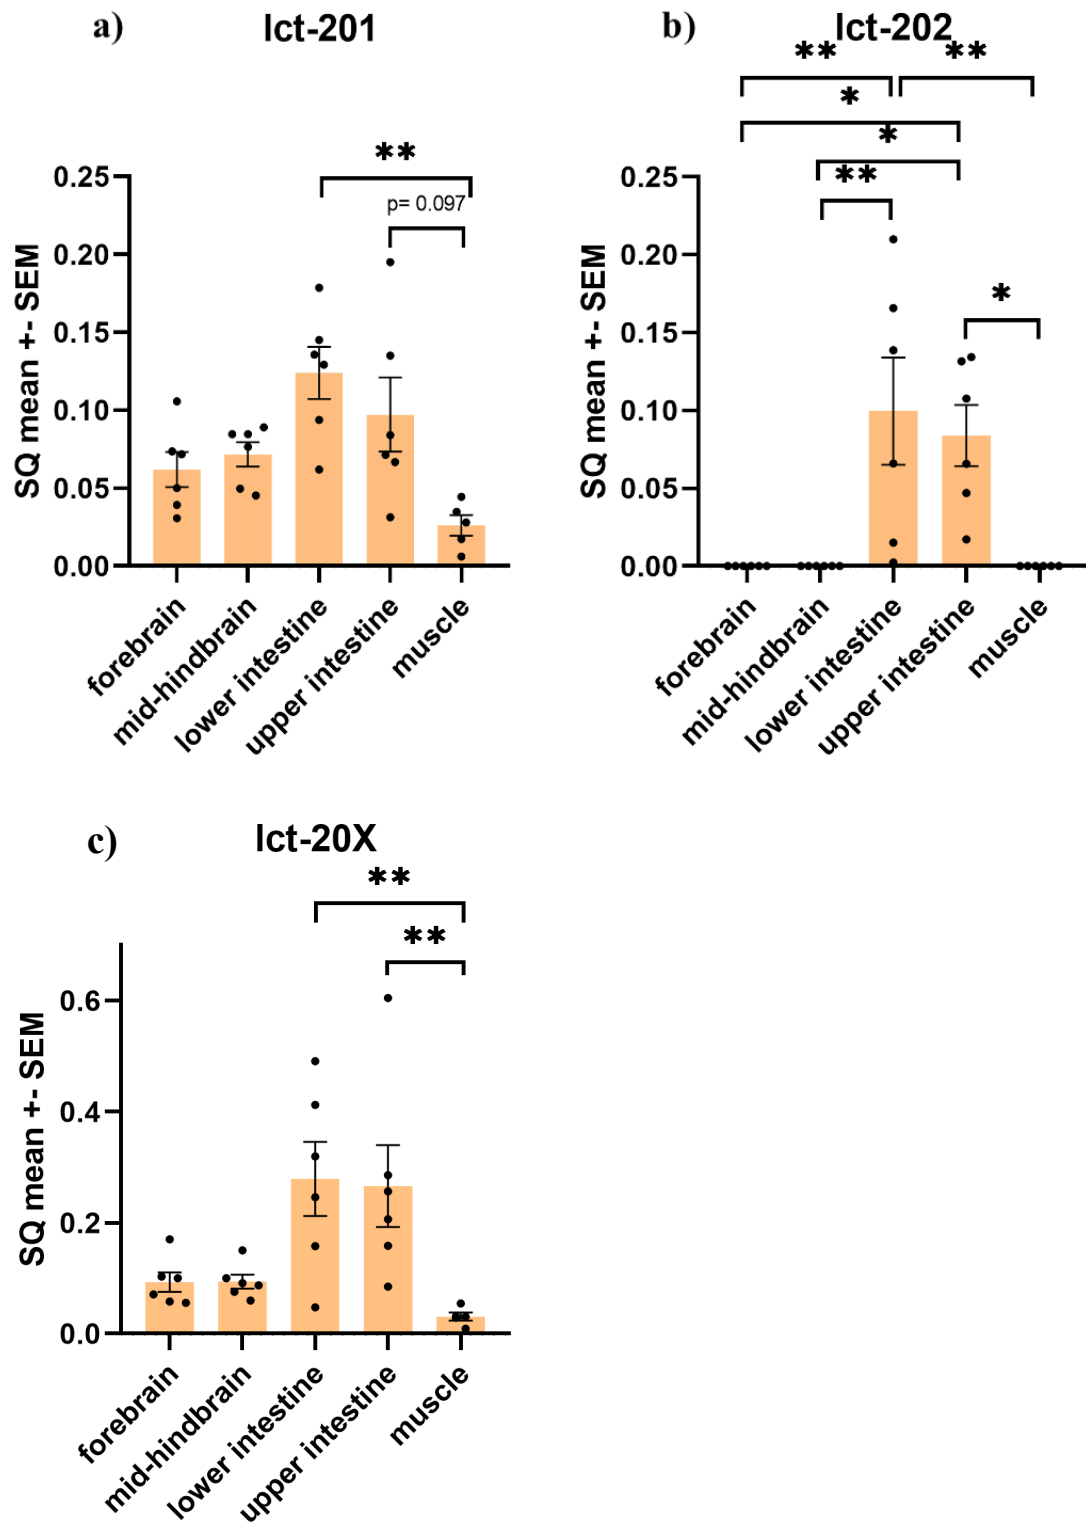 a)
lct-201
**
p= 0.097
SQ mean +- SEM
0.25
0.20
0.15
0.10
0.05
0.00
forebrain
mid-hindbrain
lower intestine
upper intestine
muscle
b)
lct-202
**
**
*
*
**
*
SQ mean +- SEM
0.25
0.20
0.15
0.10
0.05
0.00
forebrain
mid-hindbrain
lower intestine
upper intestine
muscle
c)
lct-20X
**
**
SQ mean +- SEM
0.6
0.4
0.2
0.0
forebrain
mid-hindbrain
lower intestine
upper intestine
muscle